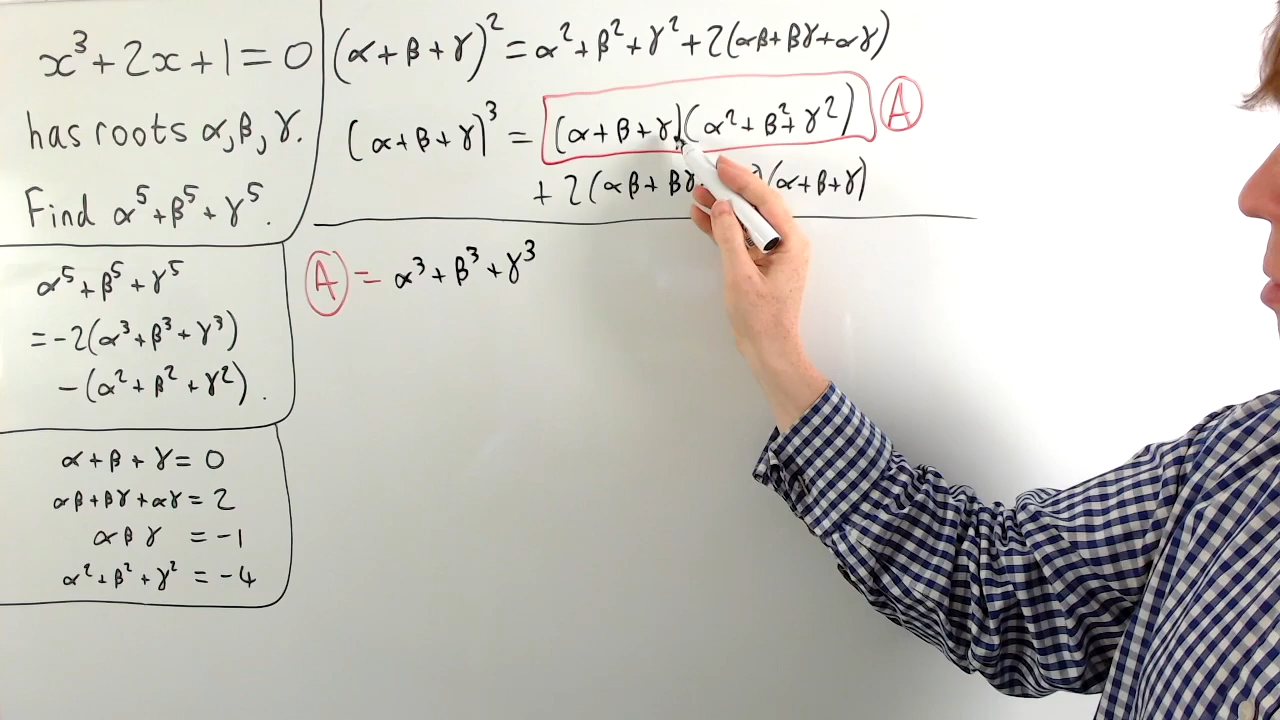 x³ + 2x + 1 = 0
has roots α, β, γ.
Find α⁵ + β⁵ + γ⁵.
α⁵ + β⁵ + γ⁵
= -2(α³ + β³ + γ³)
- (α² + β² + γ²).
α + β + γ = 0
αβ + βγ + αγ = 2
αβγ = -1
α² + β² + γ² = -4
(α + β + γ)² = α² + β² + γ² + 2(αβ + βγ + αγ)
(α + β + γ)³ = (α + β + γ)(α² + β² + γ²) A
+ 2(αβ + βγ )(α + β + γ)
A = α³ + β³ + γ³